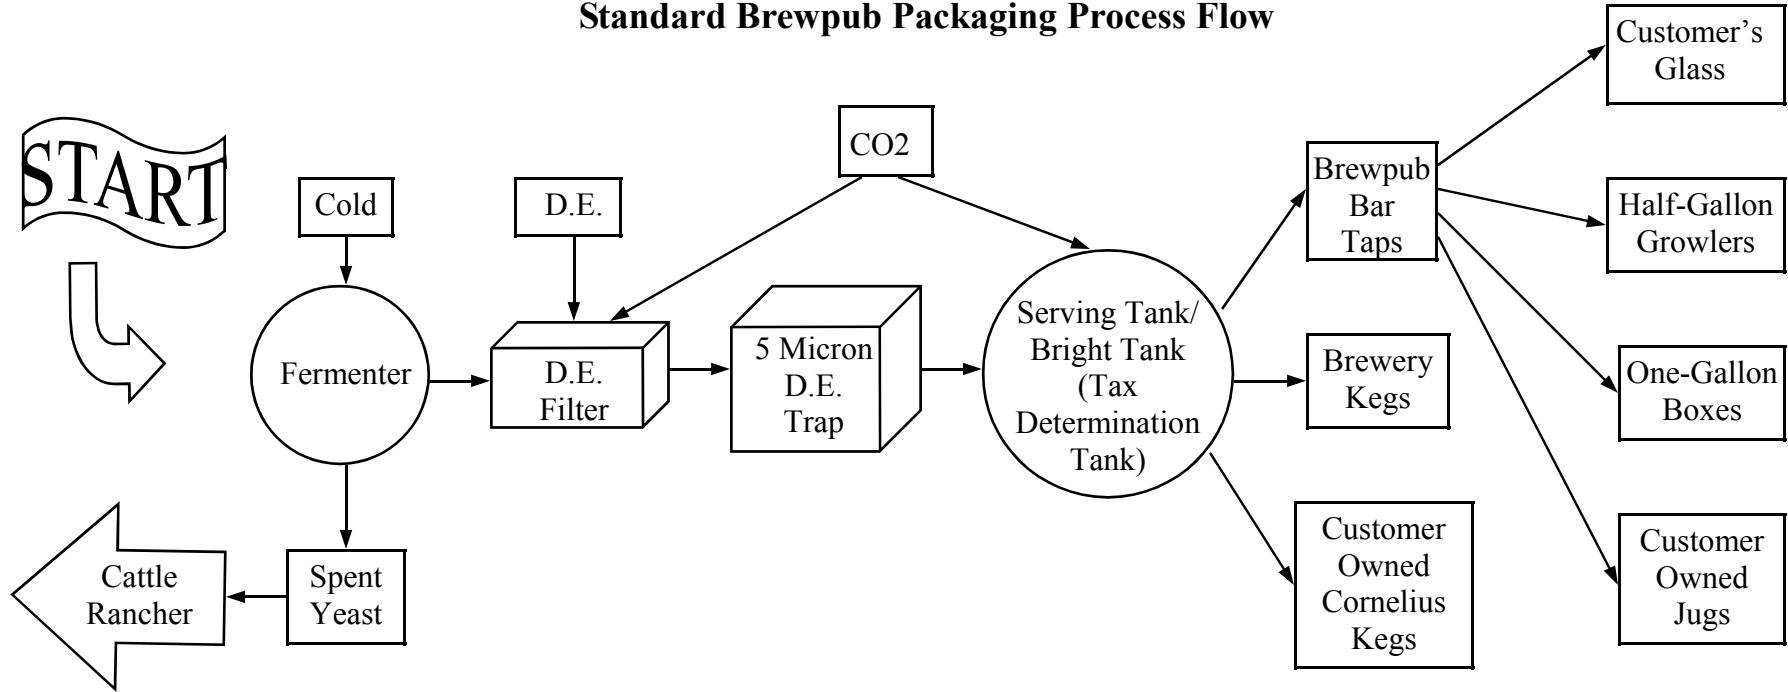 Standard Brewpub Packaging Process Flow
START
Cold
D.E.
CO2
Fermenter
D.E.
Filter
5 Micron
D.E.
Trap
Serving Tank/
Bright Tank
(Tax
Determination
Tank)
Brewpub
Bar
Taps
Brewery
Kegs
Customer
Owned
Cornelius
Kegs
Customer’s
Glass
Half-Gallon
Growlers
One-Gallon
Boxes
Customer
Owned
Jugs
Spent
Yeast
Cattle
Rancher